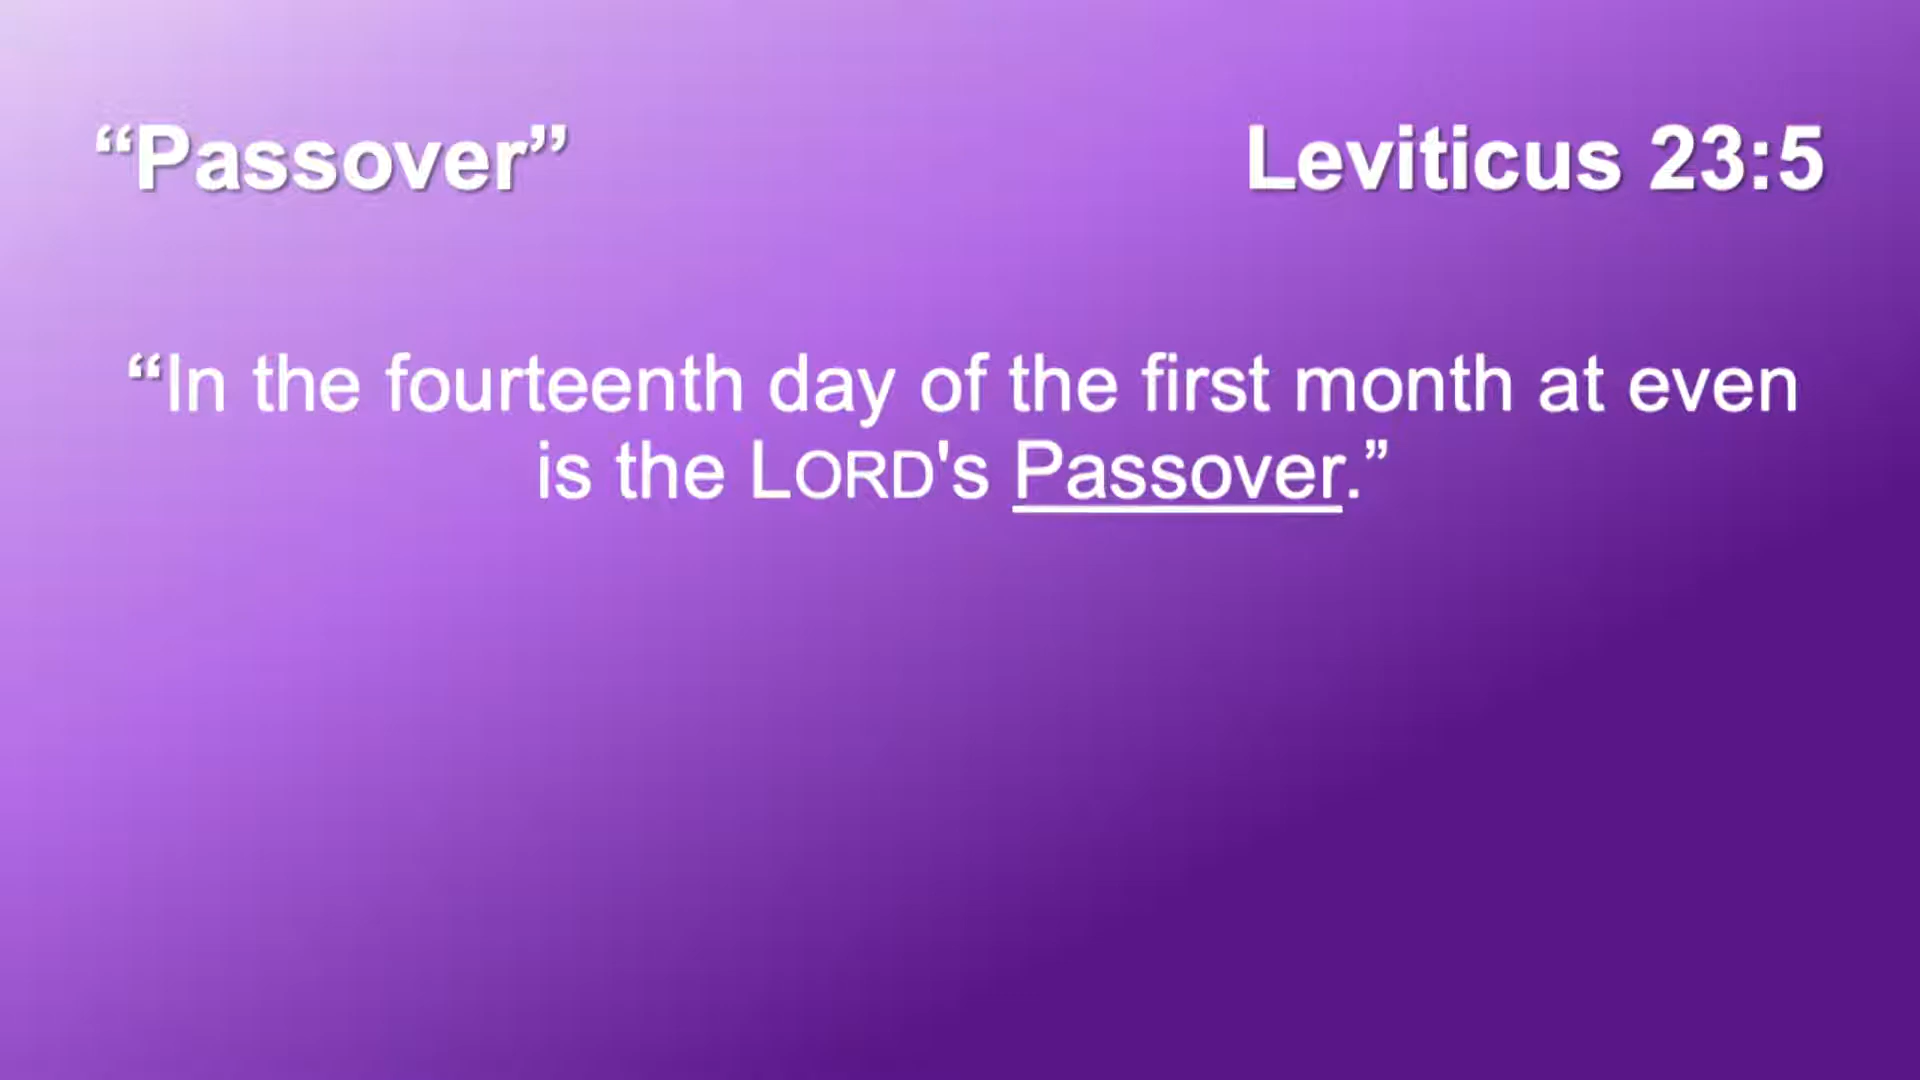 “Passover” Leviticus 23:5
“In the fourteenth day of the first month at even
is the LORD's Passover.”